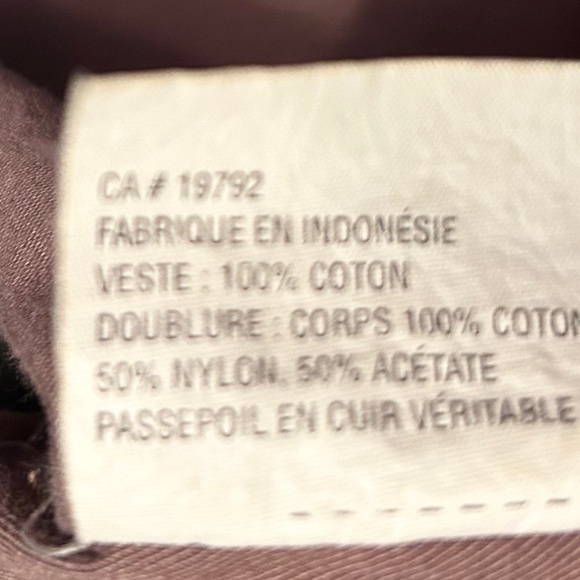 CA # 19792
FABRIQUE EN INDONÉSIE
VESTE : 100% COTON
DOUBLURE : CORPS 100% COTON
50% NYLON, 50% ACÉTATE
PASSEPOIL EN CUIR VÉRITABLE